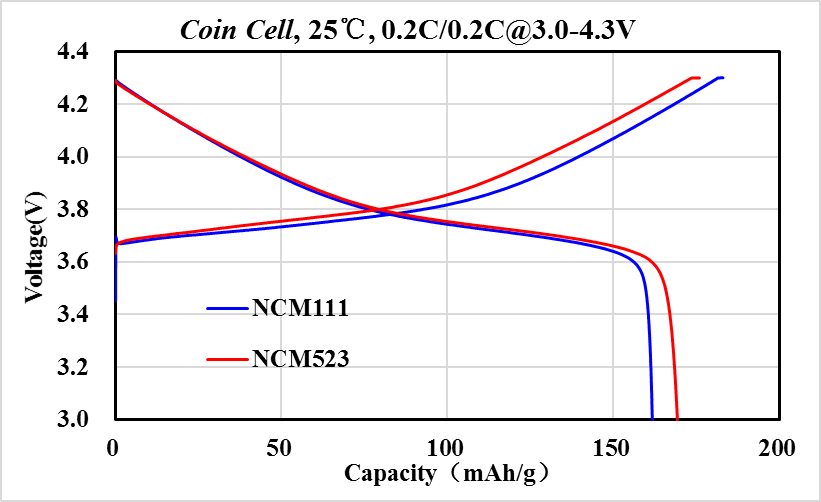 Coin Cell, 25℃, 0.2C/0.2C@3.0-4.3V
4.4
4.2
4.0
3.8
3.6
3.4
3.2
3.0
Voltage(V)
NCM111
NCM523
0
50
100
150
200
Capacity（mAh/g）